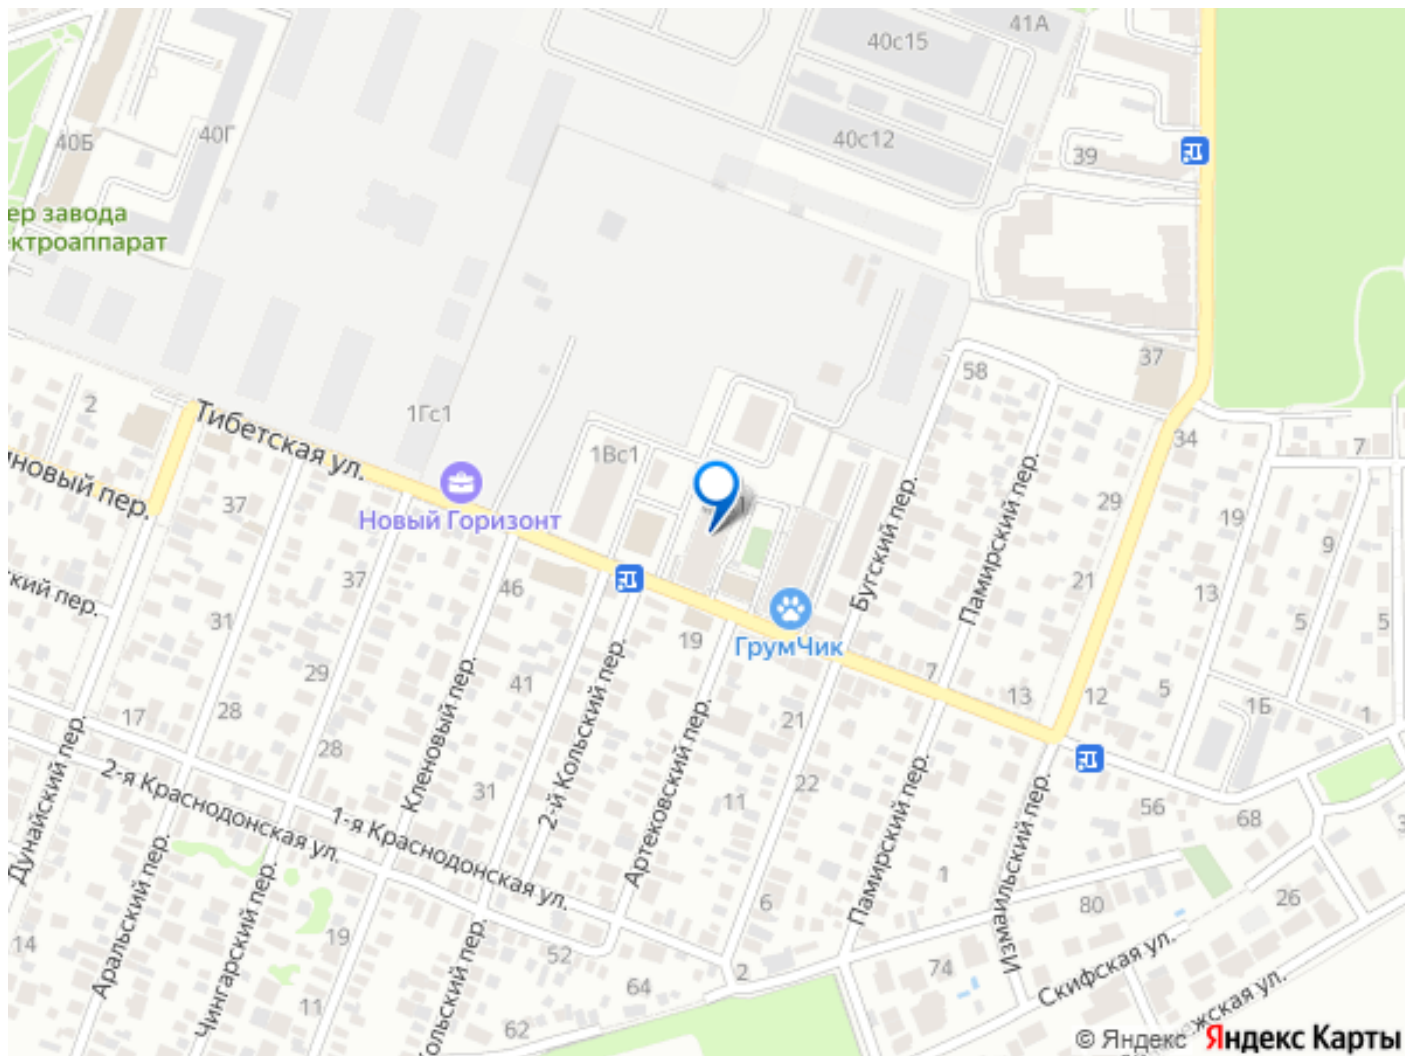 41А
40с15
40с12
40Б
40Г
39
ер завода
ктроаппарат
37
58
2
Тибетская ул.
1Гс1
1Вс1
34
7
новый пер.
37
Новый Горизонт
Бугский пер.
Памирский пер.
29
19
9
кий пер.
37
46
21
13
5
5
31
19
ГрумЧик
7
13
12
5
1Б
1
29
41
Кленовый пер.
2-й Кольский пер.
Артековский пер.
21
17
28
28
31
22
11
56
68
Дунайский пер.
2-я Краснодонская ул.
1-я Краснодонская ул.
Памирский пер.
Измаильский пер.
1
6
80
26
Аральский пер.
Чингарский пер.
14
19
11
52
64
62
2
74
Скифская ул.
ольский пер.
жская ул.
© Яндекс Яндекс Карты